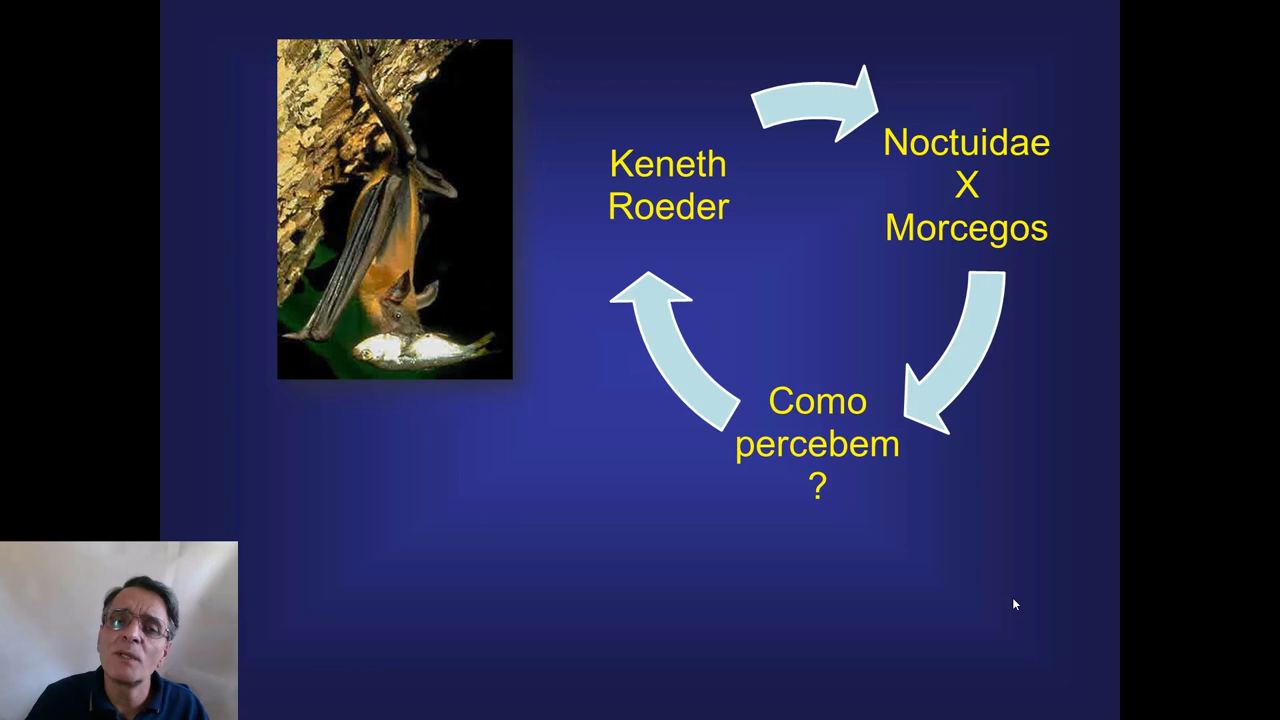 Keneth
Roeder
Noctuidae
X
Morcegos
Como
percebem
?